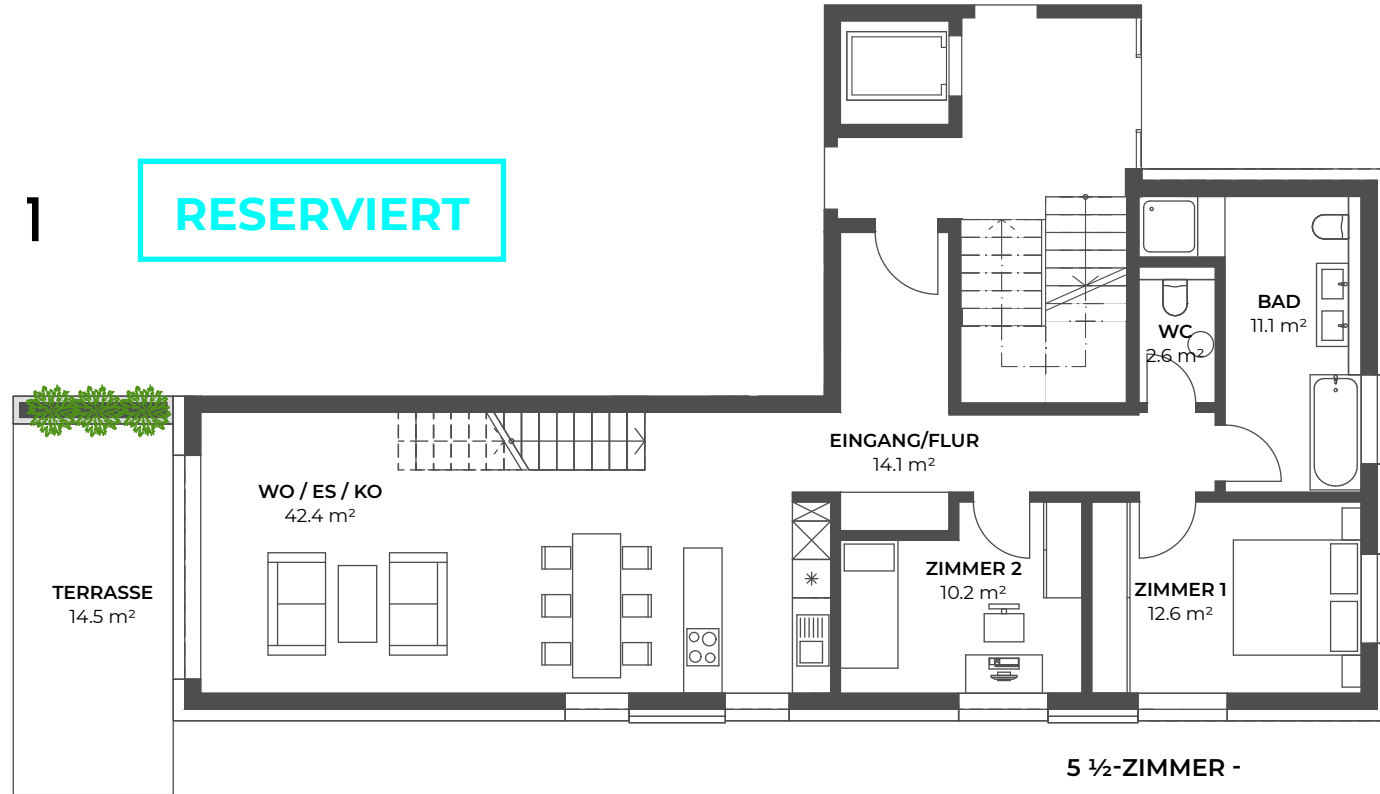 1
RESERVIERT
BAD
11.1 m²
WC
2.6 m²
EINGANG/FLUR
14.1 m²
WO / ES / KO
42.4 m²
TERRASSE
14.5 m²
ZIMMER 2
10.2 m²
ZIMMER 1
12.6 m²
5 ½-ZIMMER -